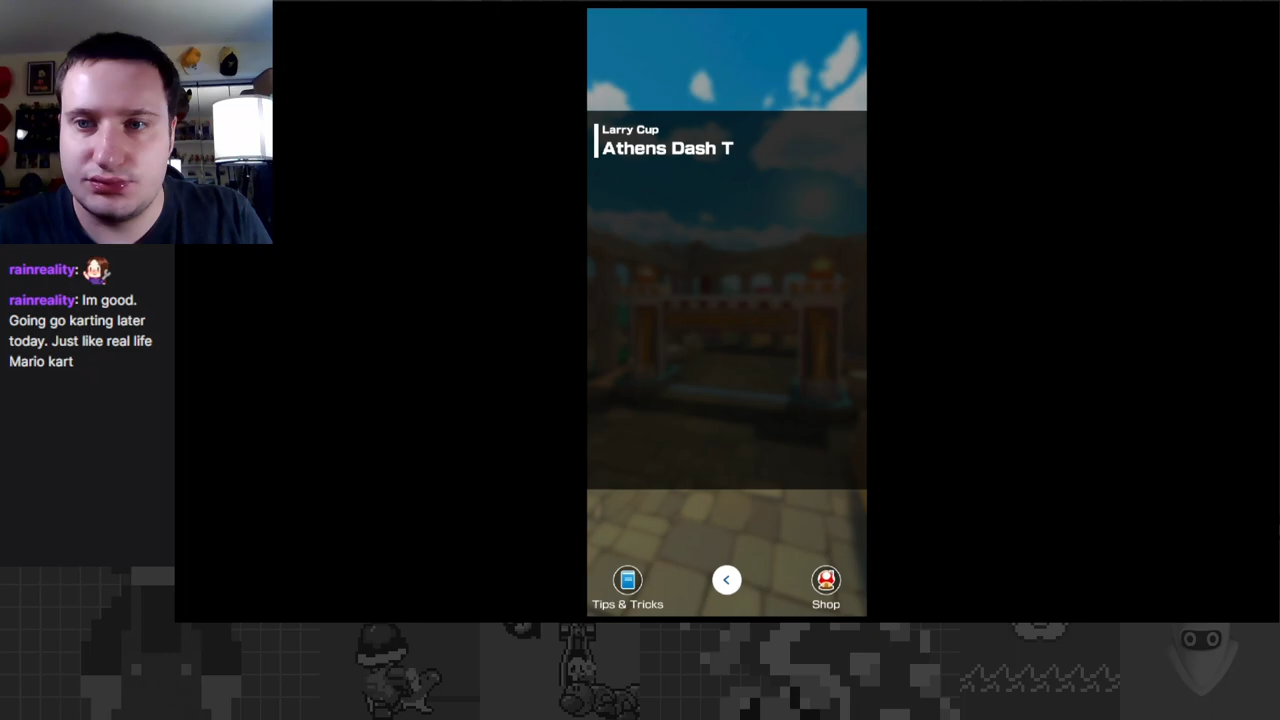 Larry Cup
Athens Dash T
rainreality:
rainreality: Im good.
Going go karting later
today. Just like real life
Mario kart
Tips & Tricks
Shop